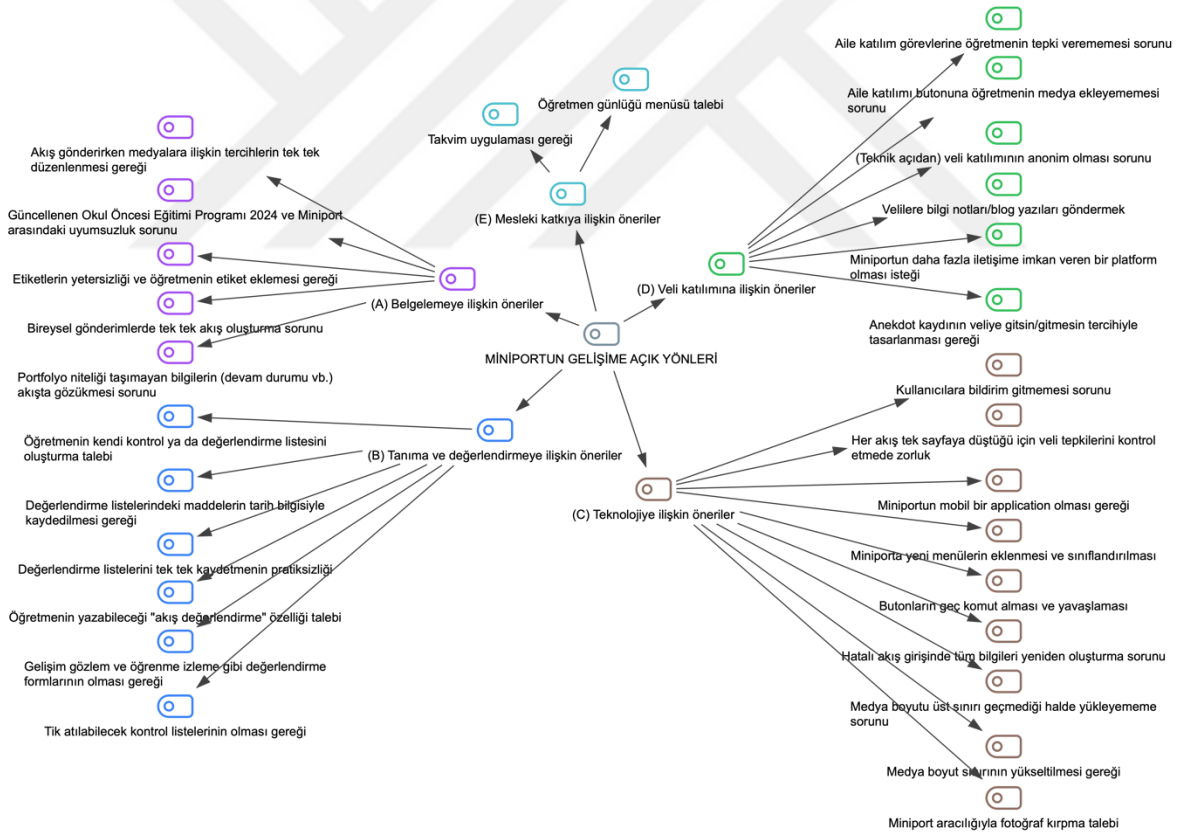 MİNİPORTUN GELİŞİME AÇIK YÖNLERİ
(A) Belgelemeye ilişkin öneriler
Akış gönderirken medyalara ilişkin tercihlerin tek tek
düzenlenmesi gereği
Güncellenen Okul Öncesi Eğitimi Programı 2024 ve Miniport
arasındaki uyumsuzluk sorunu
Etiketlerin yetersizliği ve öğretmenin etiket eklemesi gereği
Bireysel gönderimlerde tek tek akış oluşturma sorunu
Portfolyo niteliği taşımayan bilgilerin (devam durumu vb.)
akışta gözükmesi sorunu
(B) Tanıma ve değerlendirmeye ilişkin öneriler
Öğretmenin kendi kontrol ya da değerlendirme listesini
oluşturma talebi
Değerlendirme listelerindeki maddelerin tarih bilgisiyle
kaydedilmesi gereği
Değerlendirme listelerini tek tek kaydetmenin pratiksizliği
Öğretmenin yazabileceği "akış değerlendirme" özelliği talebi
Gelişim gözlem ve öğrenme izleme gibi değerlendirme
formlarının olması gereği
Tik atılabilecek kontrol listelerinin olması gereği
(E) Mesleki katkıya ilişkin öneriler
Takvim uygulaması gereği
Öğretmen günlüğü menüsü talebi
(D) Veli katılımına ilişkin öneriler
Aile katılım görevlerine öğretmenin tepki verememesi sorunu
Aile katılımı butonuna öğretmenin medya ekleyememesi
sorunu
(Teknik açıdan) veli katılımının anonim olması sorunu
Velilere bilgi notları/blog yazıları göndermek
Miniportun daha fazla iletişime imkan veren bir platform
olması isteği
Anekdot kaydının veliye gitsin/gitmesin tercihiyle
tasarlanması gereği
(C) Teknolojiye ilişkin öneriler
Kullanıcılara bildirim gitmemesi sorunu
Her akış tek sayfaya düştüğü için veli tepkilerini kontrol
etmede zorluk
Miniportun mobil bir application olması gereği
Miniporta yeni menülerin eklenmesi ve sınıflandırılması
Butonların geç komut alması ve yavaşlaması
Hatalı akış girişinde tüm bilgileri yeniden oluşturma sorunu
Medya boyutu üst sınırı geçmediği halde yükleyememe
sorunu
Medya boyut sınırının yükseltilmesi gereği
Miniport aracılığıyla fotoğraf kırpma talebi